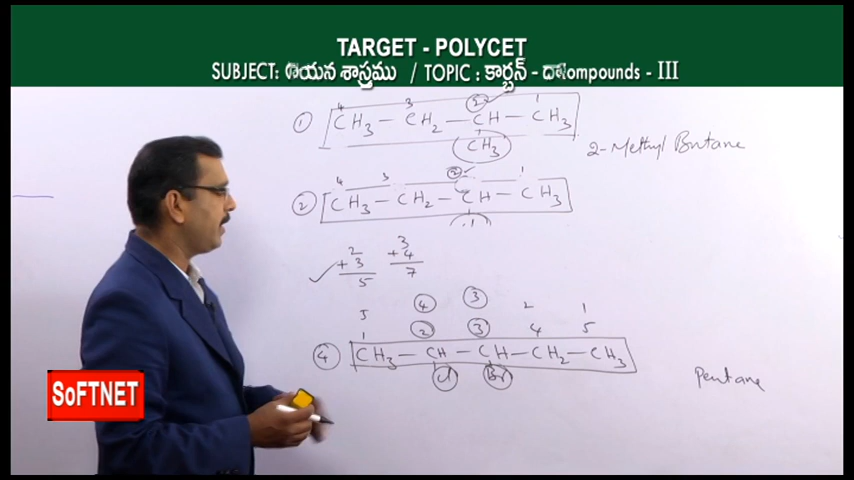 TARGET - POLYCET
SUBJECT: రసాయన శాస్త్రము / TOPIC : కార్బన్ - Compounds - III
4 3 2 1
① CH3 — CH2 — CH — CH3
CH3
2-Methyl Butane
4 3 2 1
② CH3 — CH2 — CH — CH3
2 3
+3 +4
5 7
5 4 3 2 1
1 2 3 4 5
④ CH3 — CH — CH — CH2 — CH3
Cl Br
Pentane
SOFTNET